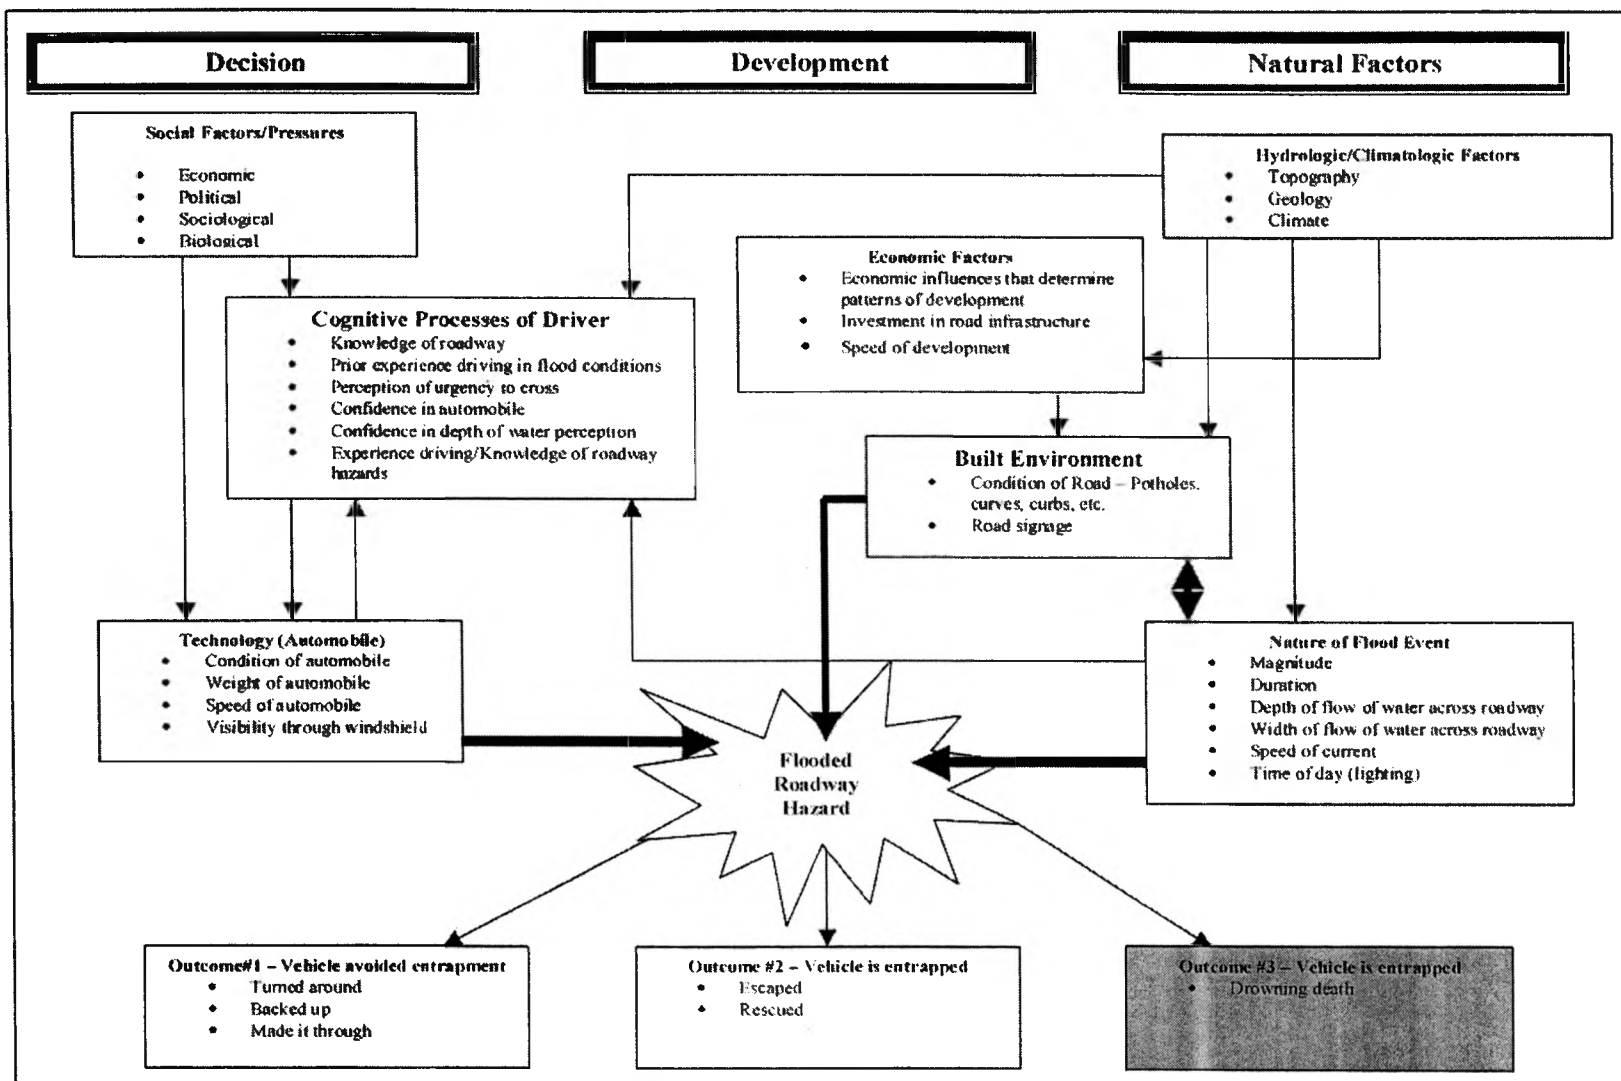 Decision
Development
Natural Factors
Social Factors/Pressures
• Economic
• Political
• Sociological
• Biological
Hydrologic/Climatologic Factors
• Topography
• Geology
• Climate
Economic Factors
• Economic influences that determine
patterns of development
• Investment in road infrastructure
• Speed of development
Cognitive Processes of Driver
• Knowledge of roadway
• Prior experience driving in flood conditions
• Perception of urgency to cross
• Confidence in automobile
• Confidence in depth of water perception
• Experience driving/Knowledge of roadway
hazards
Built Environment
• Condition of Road – Potholes,
curves, curbs, etc.
• Road signage
Technology (Automobile)
• Condition of automobile
• Weight of automobile
• Speed of automobile
• Visibility through windshield
Nature of Flood Event
• Magnitude
• Duration
• Depth of flow of water across roadway
• Width of flow of water across roadway
• Speed of current
• Time of day (lighting)
Flooded
Roadway
Hazard
Outcome#1 – Vehicle avoided entrapment
• Turned around
• Backed up
• Made it through
Outcome #2 – Vehicle is entrapped
• Escaped
• Rescued
Outcome #3 – Vehicle is entrapped
• Drowning death